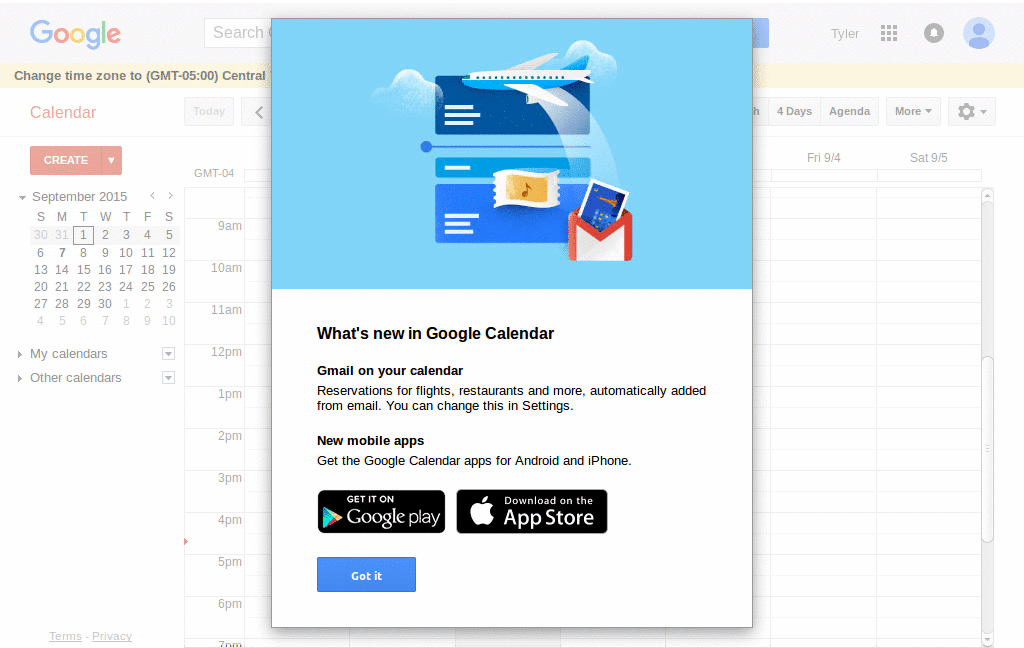 Google
Search
Tyler
Change time zone to (GMT-05:00) Central
Calendar
Today
4 Days
Agenda
More
CREATE
GMT-04
Fri 9/4
Sat 9/5
September 2015
S M T W T F S
30 31 1 2 3 4 5
6 7 8 9 10 11 12
13 14 15 16 17 18 19
20 21 22 23 24 25 26
27 28 29 30 1 2 3
4 5 6 7 8 9 10
My calendars
Other calendars
9am
10am
11am
12pm
1pm
2pm
3pm
4pm
5pm
6pm
7pm
What's new in Google Calendar
Gmail on your calendar
Reservations for flights, restaurants and more, automatically added
from email. You can change this in Settings.
New mobile apps
Get the Google Calendar apps for Android and iPhone.
GET IT ON
Google play
Download on the
App Store
Got it
Terms - Privacy